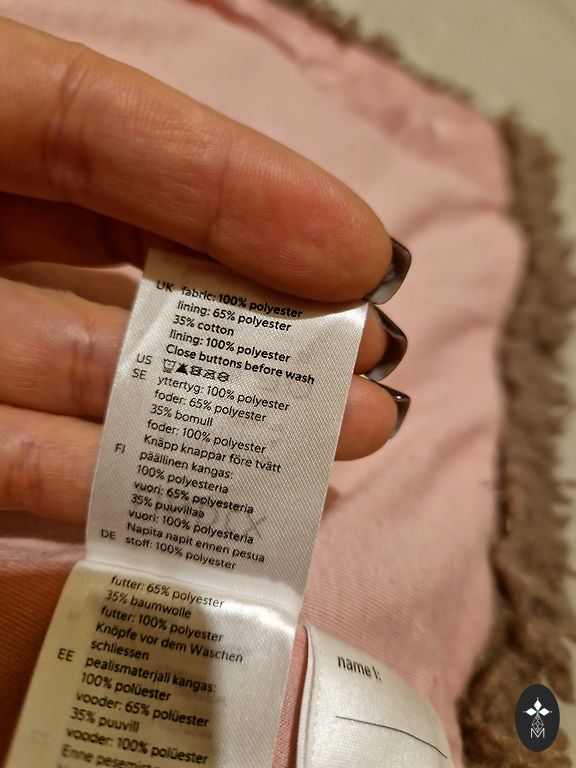 UK fabric: 100% polyester
lining: 65% polyester
35% cotton
lining: 100% polyester
Close buttons before wash
US
SE yttertyg: 100% polyester
foder: 65% polyester
35% bomull
foder: 100% polyester
Knäpp knappar före tvätt
FI päällinen kangas:
100% polyesteria
vuori: 65% polyesteria
35% puuvillaa
vuori: 100% polyesteria
Napita napit ennen pesua
DE stoff: 100% polyester
futter: 65% polyester
35% baumwolle
futter: 100% polyester
Knöpfe vor dem Waschen
schliessen
EE pealismaterjali kangas:
100% polüester
vooder: 65% polüester
35% puuvill
vooder: 100% polüester
Enne
name 1:
M